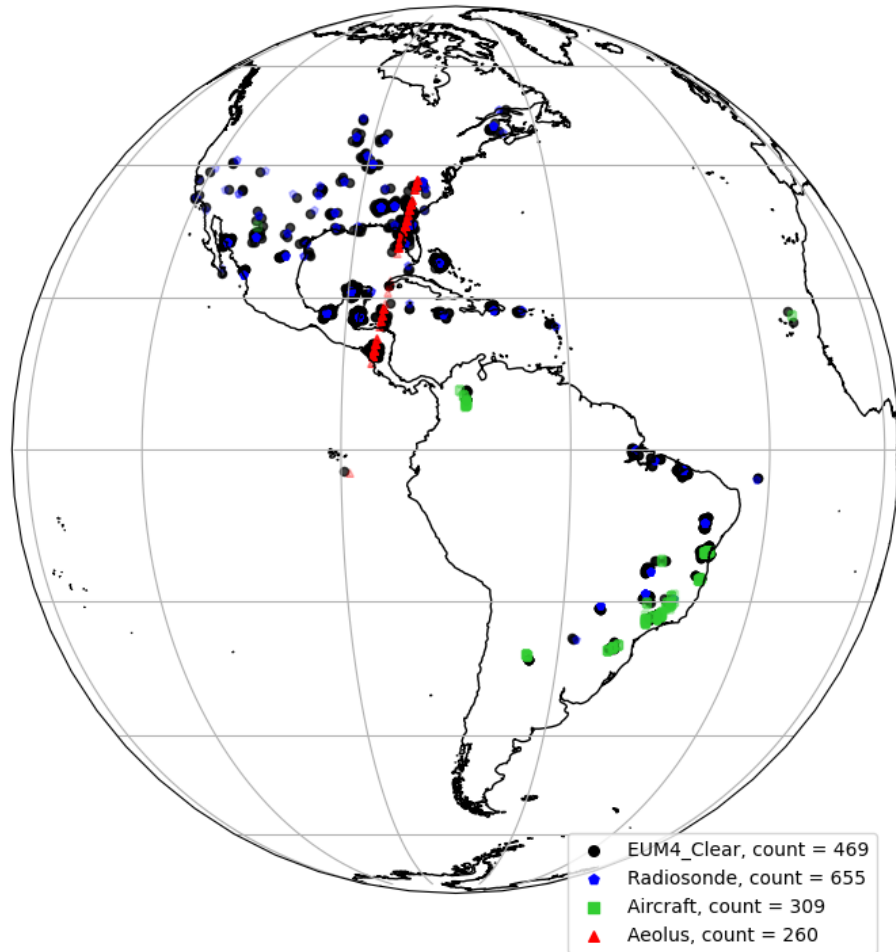 EUM4_Clear, count = 469
Radiosonde, count = 655
Aircraft, count = 309
Aeolus, count = 260